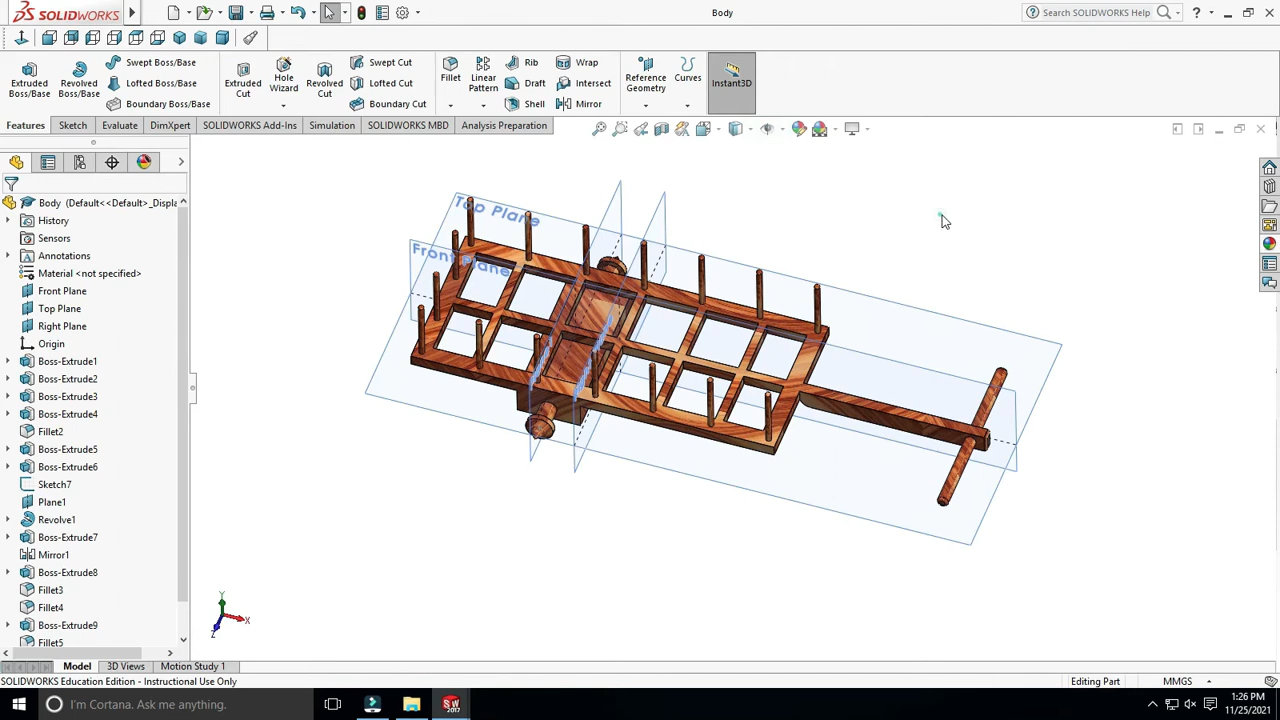 SOLIDWORKS
Body
Search SOLIDWORKS Help
Extruded Boss/Base
Revolved Boss/Base
Swept Boss/Base
Lofted Boss/Base
Boundary Boss/Base
Extruded Cut
Hole Wizard
Revolved Cut
Swept Cut
Lofted Cut
Boundary Cut
Fillet
Linear Pattern
Rib
Draft
Shell
Wrap
Intersect
Mirror
Reference Geometry
Curves
Instant3D
Features
Sketch
Evaluate
DimXpert
SOLIDWORKS Add-Ins
Simulation
SOLIDWORKS MBD
Analysis Preparation
Body (Default<<Default>_Displa
History
Sensors
Annotations
Material <not specified>
Front Plane
Top Plane
Right Plane
Origin
Boss-Extrude1
Boss-Extrude2
Boss-Extrude3
Boss-Extrude4
Fillet2
Boss-Extrude5
Boss-Extrude6
Sketch7
Plane1
Revolve1
Boss-Extrude7
Mirror1
Boss-Extrude8
Fillet3
Fillet4
Boss-Extrude9
Fillet5
Top Plane
Front Plane
Y
X
Z
Model
3D Views
Motion Study 1
SOLIDWORKS Education Edition - Instructional Use Only
Editing Part
MMGS
I'm Cortana. Ask me anything.
SW
2017
1:26 PM
11/25/2021